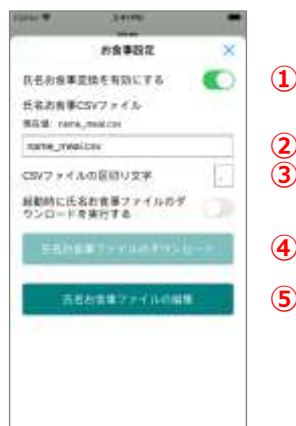 お食事設定 ×
氏名お食事変換を有効にする ①
氏名お食事CSVファイル
現在値: name_meal.csv
name_meal.csv ②
CSVファイルの区切り文字 , ③
起動時に氏名お食事ファイルのダ
ウンロードを実行する
氏名お食事ファイルのダウンロード ④
氏名お食事ファイルの編集 ⑤